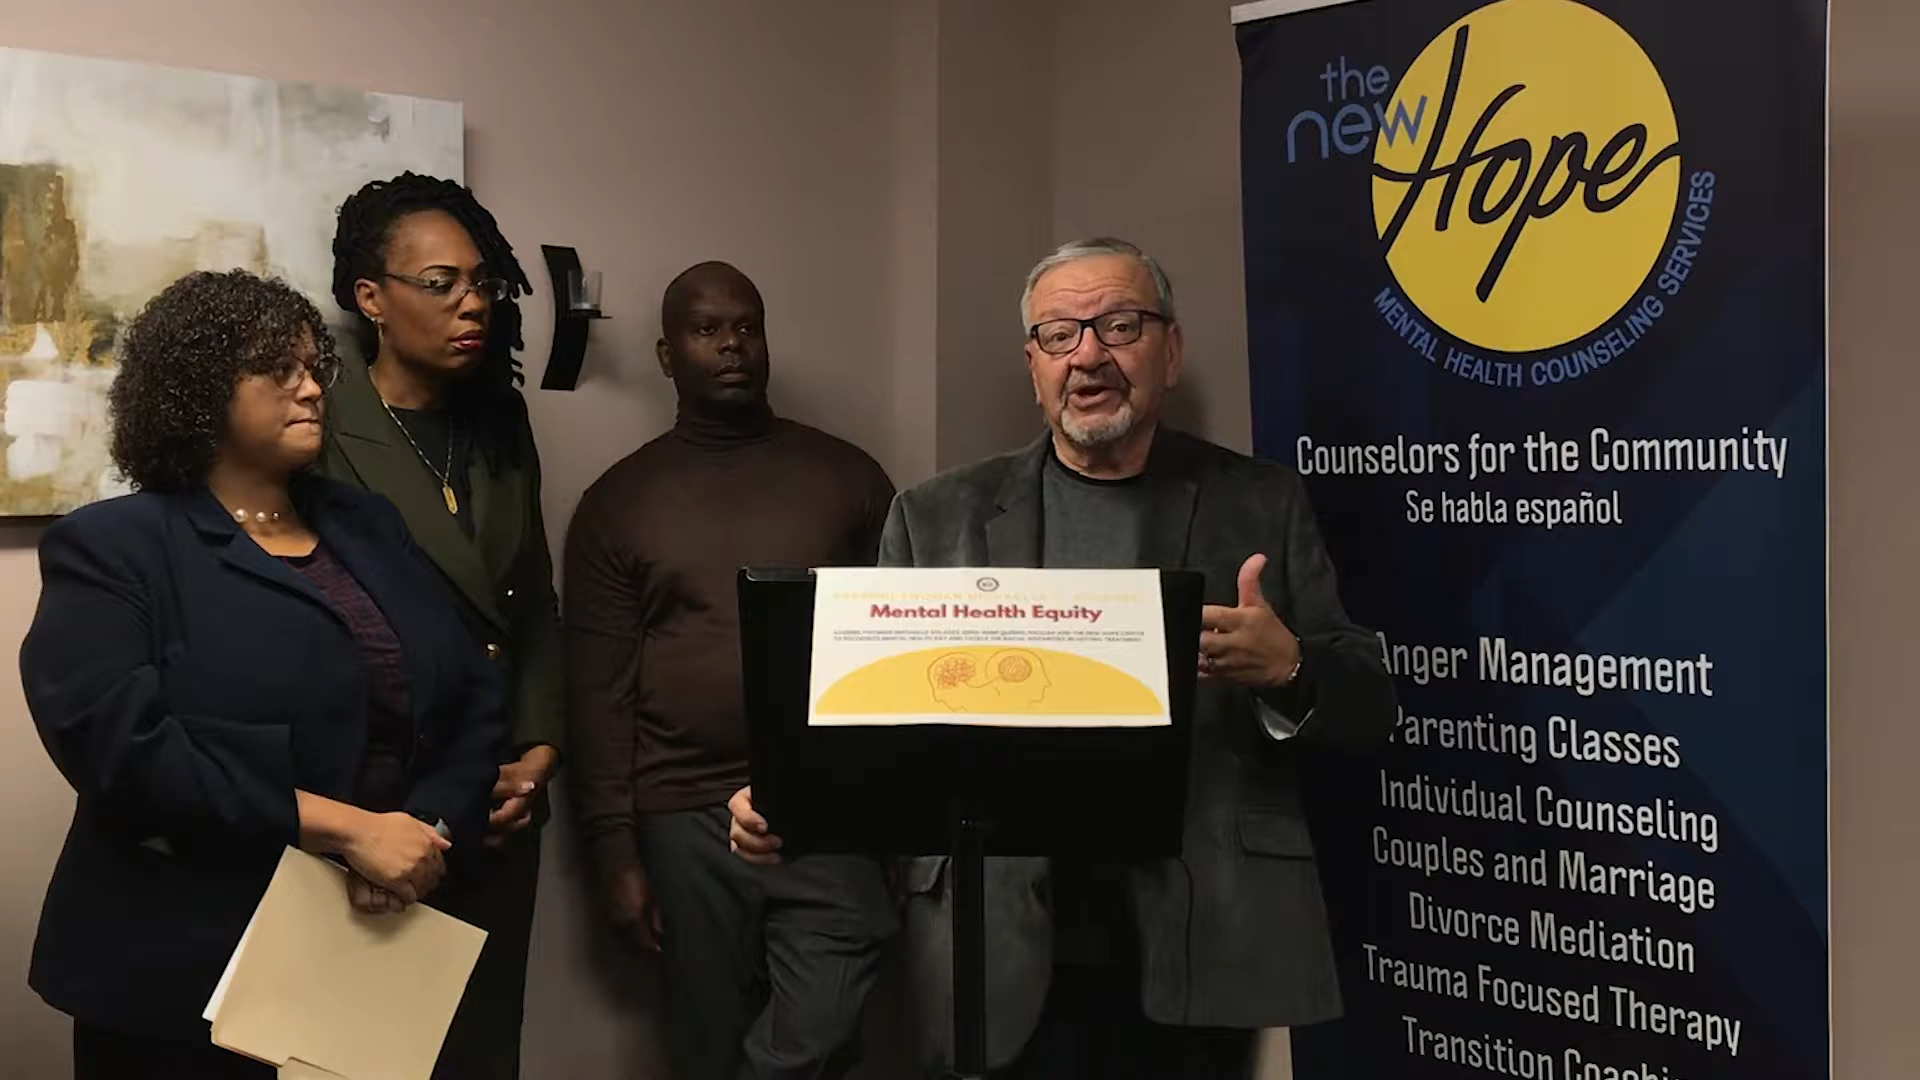 the
new
Hope
MENTAL HEALTH COUNSELING SERVICES
Counselors for the Community
Se habla español
Mental Health Equity
Anger Management
Parenting Classes
Individual Counseling
Couples and Marriage
Divorce Mediation
Trauma Focused Therapy
Transition